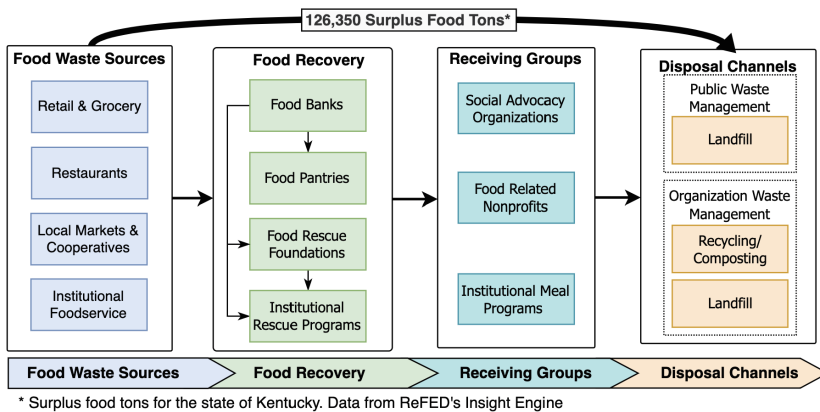 126,350 Surplus Food Tons*
Food Waste Sources
Retail & Grocery
Restaurants
Local Markets &
Cooperatives
Institutional
Foodservice
Food Recovery
Food Banks
Food Pantries
Food Rescue
Foundations
Institutional
Rescue Programs
Receiving Groups
Social Advocacy
Organizations
Food Related
Nonprofits
Institutional Meal
Programs
Disposal Channels
Public Waste
Management
Landfill
Organization Waste
Management
Recycling/
Composting
Landfill
Food Waste Sources
Food Recovery
Receiving Groups
Disposal Channels
* Surplus food tons for the state of Kentucky. Data from ReFED's Insight Engine